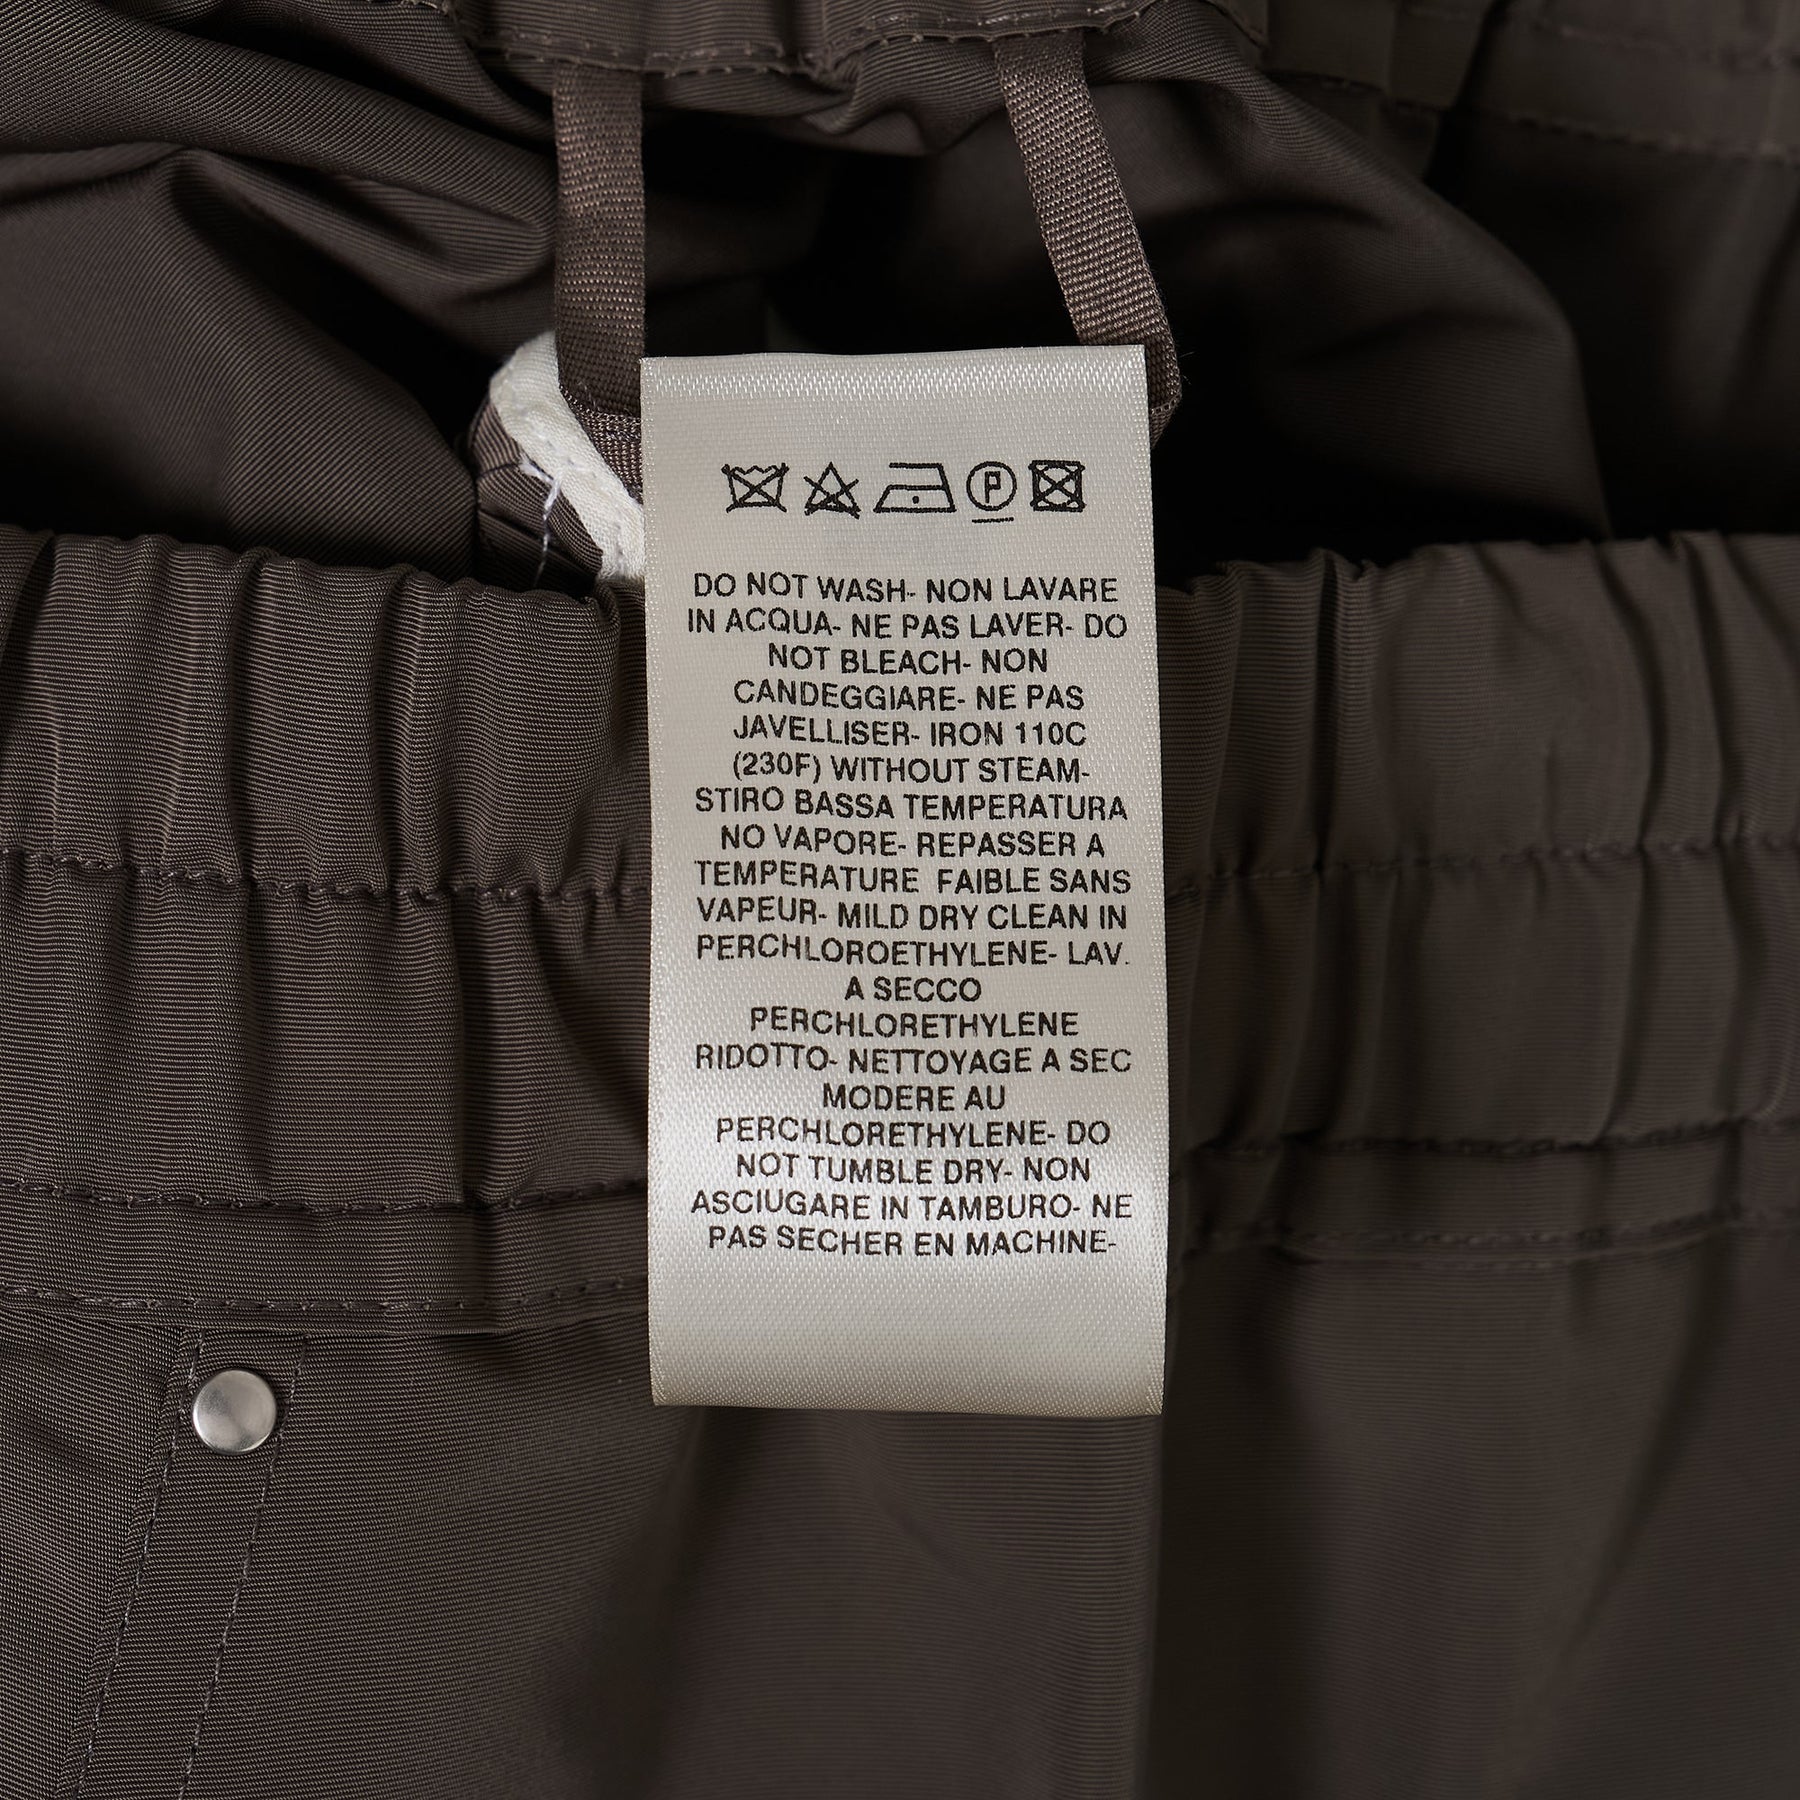 P
DO NOT WASH- NON LAVARE
IN ACQUA- NE PAS LAVER- DO
NOT BLEACH- NON
CANDEGGIARE- NE PAS
JAVELLISER- IRON 110C
(230F) WITHOUT STEAM-
STIRO BASSA TEMPERATURA
NO VAPORE- REPASSER A
TEMPERATURE FAIBLE SANS
VAPEUR- MILD DRY CLEAN IN
PERCHLOROETHYLENE- LAV.
A SECCO
PERCHLORETHYLENE
RIDOTTO- NETTOYAGE A SEC
MODERE AU
PERCHLORETHYLENE- DO
NOT TUMBLE DRY- NON
ASCIUGARE IN TAMBURO- NE
PAS SECHER EN MACHINE-